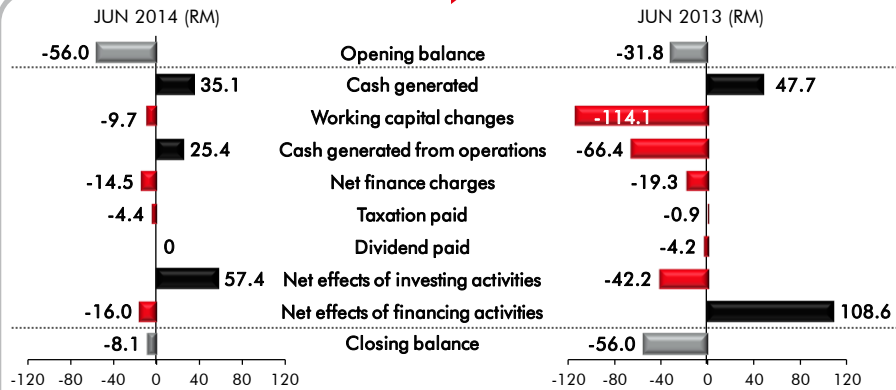 JUN 2014 (RM) JUN 2013 (RM)
-56.0 Opening balance -31.8
35.1 Cash generated 47.7
-9.7 Working capital changes -114.1
25.4 Cash generated from operations -66.4
-14.5 Net finance charges -19.3
-4.4 Taxation paid -0.9
0 Dividend paid -4.2
57.4 Net effects of investing activities -42.2
-16.0 Net effects of financing activities 108.6
-8.1 Closing balance -56.0
-120 -80 -40 0 40 80 120 -120 -80 -40 0 40 80 120